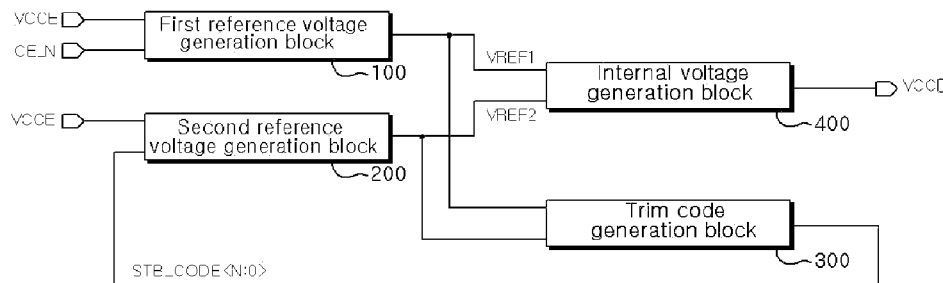 VCCE
CE_N
First reference voltage
generation block
100
VREF1
Internal voltage
generation block
VCCE
VREF2
400
VCCE
Second reference
voltage generation block
200
Trim code
generation block
300
STB_CODE<N:0>